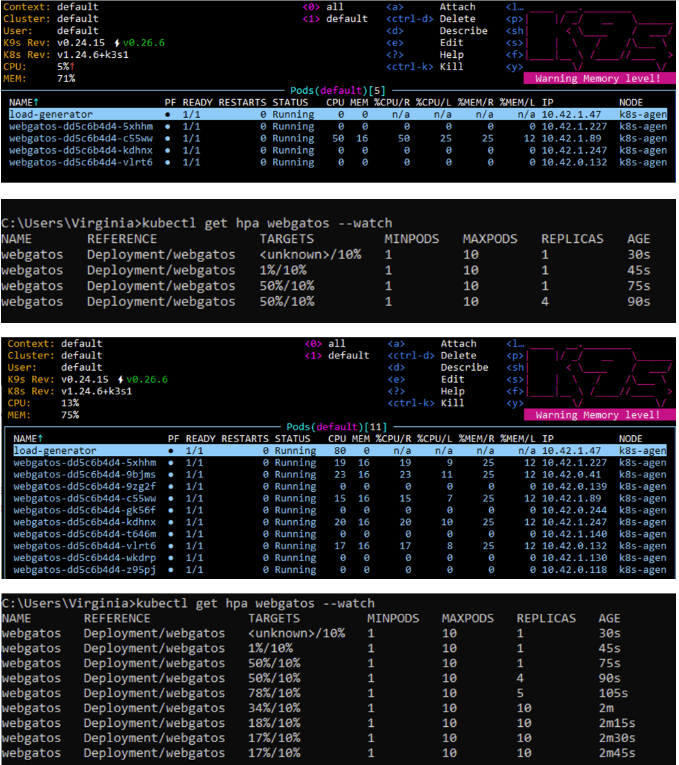 Context: default <0> all <a> Attach <l…
Cluster: default <1> default <ctrl-d> Delete <p>
User: default <d> Describe <sh
K9s Rev: v0.24.15 ⚡v0.26.6 <e> Edit <s>
K8s Rev: v1.24.6+k3s1 <?> Help <f>
CPU: 5%↑ <ctrl-k> Kill <y>
MEM: 71%
Warning Memory level!
Pods(default)[5]
NAME↑ PF READY RESTARTS STATUS CPU MEM %CPU/R %CPU/L %MEM/R %MEM/L IP NODE
load-generator ● 1/1 0 Running 0 0 n/a n/a n/a n/a 10.42.1.47 k8s-agen
webgatos-dd5c6b4d4-5xhhm ● 1/1 0 Running 0 0 0 0 0 0 10.42.1.227 k8s-agen
webgatos-dd5c6b4d4-c55ww ● 1/1 0 Running 50 16 50 25 25 12 10.42.1.89 k8s-agen
webgatos-dd5c6b4d4-kdhnx ● 1/1 0 Running 0 0 0 0 0 0 10.42.1.247 k8s-agen
webgatos-dd5c6b4d4-vlrt6 ● 1/1 0 Running 0 0 0 0 0 0 10.42.0.132 k8s-agen
C:\Users\Virginia>kubectl get hpa webgatos --watch
NAME REFERENCE TARGETS MINPODS MAXPODS REPLICAS AGE
webgatos Deployment/webgatos <unknown>/10% 1 10 1 30s
webgatos Deployment/webgatos 1%/10% 1 10 1 45s
webgatos Deployment/webgatos 50%/10% 1 10 1 75s
webgatos Deployment/webgatos 50%/10% 1 10 4 90s
Context: default <0> all <a> Attach <l…
Cluster: default <1> default <ctrl-d> Delete <p>
User: default <d> Describe <sh
K9s Rev: v0.24.15 ⚡v0.26.6 <e> Edit <s>
K8s Rev: v1.24.6+k3s1 <?> Help <f>
CPU: 13% <ctrl-k> Kill <y>
MEM: 75%
Warning Memory level!
Pods(default)[11]
NAME↑ PF READY RESTARTS STATUS CPU MEM %CPU/R %CPU/L %MEM/R %MEM/L IP NODE
load-generator ● 1/1 0 Running 80 0 n/a n/a n/a n/a 10.42.1.47 k8s-agen
webgatos-dd5c6b4d4-5xhhm ● 1/1 0 Running 19 16 19 9 25 12 10.42.1.227 k8s-agen
webgatos-dd5c6b4d4-9bjms ● 1/1 0 Running 23 16 23 11 25 12 10.42.0.41 k8s-agen
webgatos-dd5c6b4d4-9zg2f ● 1/1 0 Running 0 0 0 0 0 0 10.42.0.139 k8s-agen
webgatos-dd5c6b4d4-c55ww ● 1/1 0 Running 15 16 15 7 25 12 10.42.1.89 k8s-agen
webgatos-dd5c6b4d4-gk56f ● 1/1 0 Running 0 0 0 0 0 0 10.42.0.244 k8s-agen
webgatos-dd5c6b4d4-kdhnx ● 1/1 0 Running 20 16 20 10 25 12 10.42.1.247 k8s-agen
webgatos-dd5c6b4d4-t646m ● 1/1 0 Running 0 0 0 0 0 0 10.42.1.140 k8s-agen
webgatos-dd5c6b4d4-vlrt6 ● 1/1 0 Running 17 16 17 8 25 12 10.42.0.132 k8s-agen
webgatos-dd5c6b4d4-wkdrp ● 1/1 0 Running 0 0 0 0 0 0 10.42.1.130 k8s-agen
webgatos-dd5c6b4d4-z95pj ● 1/1 0 Running 0 0 0 0 0 0 10.42.0.118 k8s-agen
C:\Users\Virginia>kubectl get hpa webgatos --watch
NAME REFERENCE TARGETS MINPODS MAXPODS REPLICAS AGE
webgatos Deployment/webgatos <unknown>/10% 1 10 1 30s
webgatos Deployment/webgatos 1%/10% 1 10 1 45s
webgatos Deployment/webgatos 50%/10% 1 10 1 75s
webgatos Deployment/webgatos 50%/10% 1 10 4 90s
webgatos Deployment/webgatos 78%/10% 1 10 5 105s
webgatos Deployment/webgatos 34%/10% 1 10 10 2m
webgatos Deployment/webgatos 18%/10% 1 10 10 2m15s
webgatos Deployment/webgatos 17%/10% 1 10 10 2m30s
webgatos Deployment/webgatos 17%/10% 1 10 10 2m45s